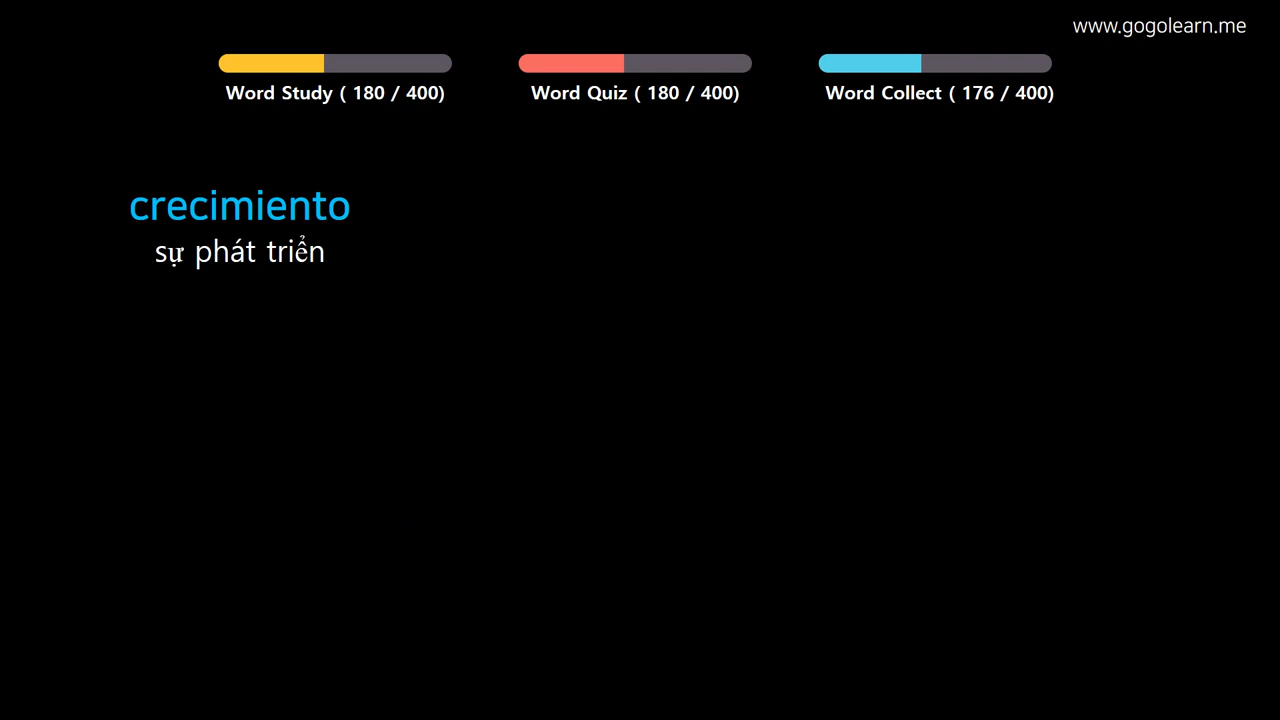 www.gogolearn.me
Word Study ( 180 / 400)
Word Quiz ( 180 / 400)
Word Collect ( 176 / 400)
crecimiento
sự phát triển